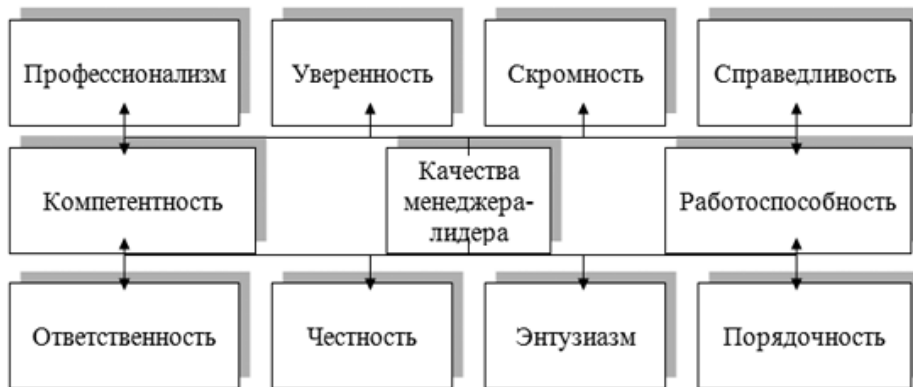 Профессионализм
Уверенность
Скромность
Справедливость
Компетентность
Качества
менеджера-
лидера
Работоспособность
Ответственность
Честность
Энтузиазм
Порядочность